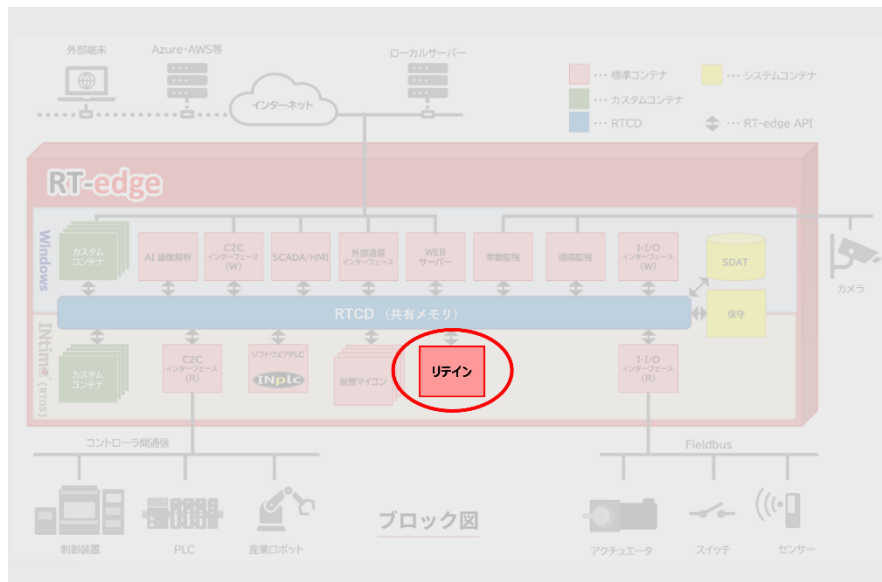 外部端末
Azure・AWS等
ローカルサーバー
インターネット
… 標準コンテナ
… システムコンテナ
… カスタムコンテナ
… RTCD
… RT-edge API
RT-edge
Windows
カスタム
コンテナ
AI 画像解析
C2C
インターフェース
(W)
SCADA/HMI
外部通信
インターフェース
WEB
サーバー
挙動監視
遠隔監視
I-I/O
インターフェース
(W)
SDAT
カメラ
RTCD (共有メモリ)
保守
INtime (RTOS)
カスタム
コンテナ
C2C
インターフェース
(R)
ソフトウェアPLC
INplc
仮想マイコン
リテイン
I-I/O
インターフェース
(R)
コントローラ間通信
Fieldbus
制御装置
PLC
産業ロボット
ブロック図
アクチュエータ
スイッチ
センサー